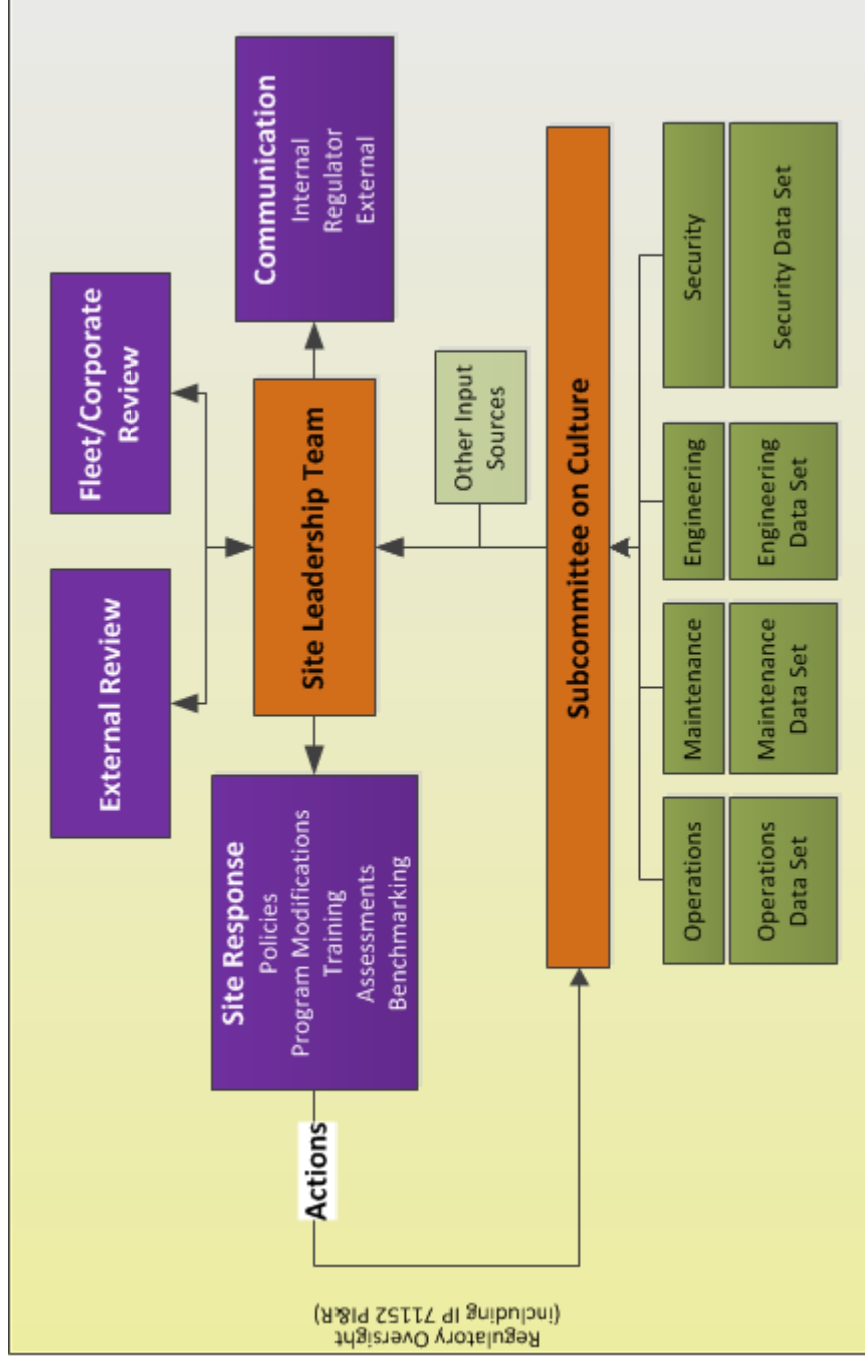 External Review
Fleet/Corporate
Review
Site Response
Policies
Program Modifications
Training
Assessments
Benchmarking
Site Leadership Team
Communication
Internal
Regulator
External
Actions
Other Input
Sources
Subcommittee on Culture
Operations
Operations
Data Set
Maintenance
Maintenance
Data Set
Engineering
Engineering
Data Set
Security
Security Data Set
Regulatory Oversight
(including IP 71152 PI&R)